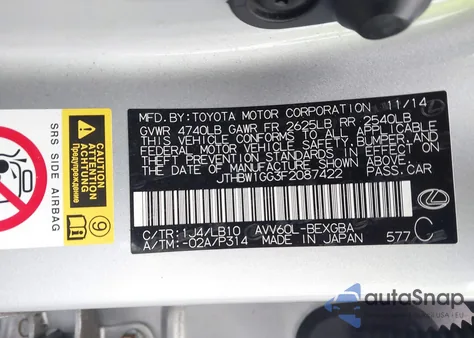 SRS SIDE AIRBAG
CAUTION
ACHTUNG
ATTENTION
9
MFD.BY:TOYOTA MOTOR CORPORATION 11/14
GVWR 4740LB GAWR FR 2625LB RR 2540LB
THIS VEHICLE CONFORMS TO ALL APPLICABLE
FEDERAL MOTOR VEHICLE SAFETY, BUMPER, AND
THEFT PREVENTION STANDARDS IN EFFECT ON
THE DATE OF MANUFACTURE SHOWN ABOVE.
JTHBW1GG3F2087422 PASS.CAR
C/TR:1J4/LB10 AVV60L-BEXGBA
A/TM:-02A/P314 MADE IN JAPAN 577 C
autoSnap